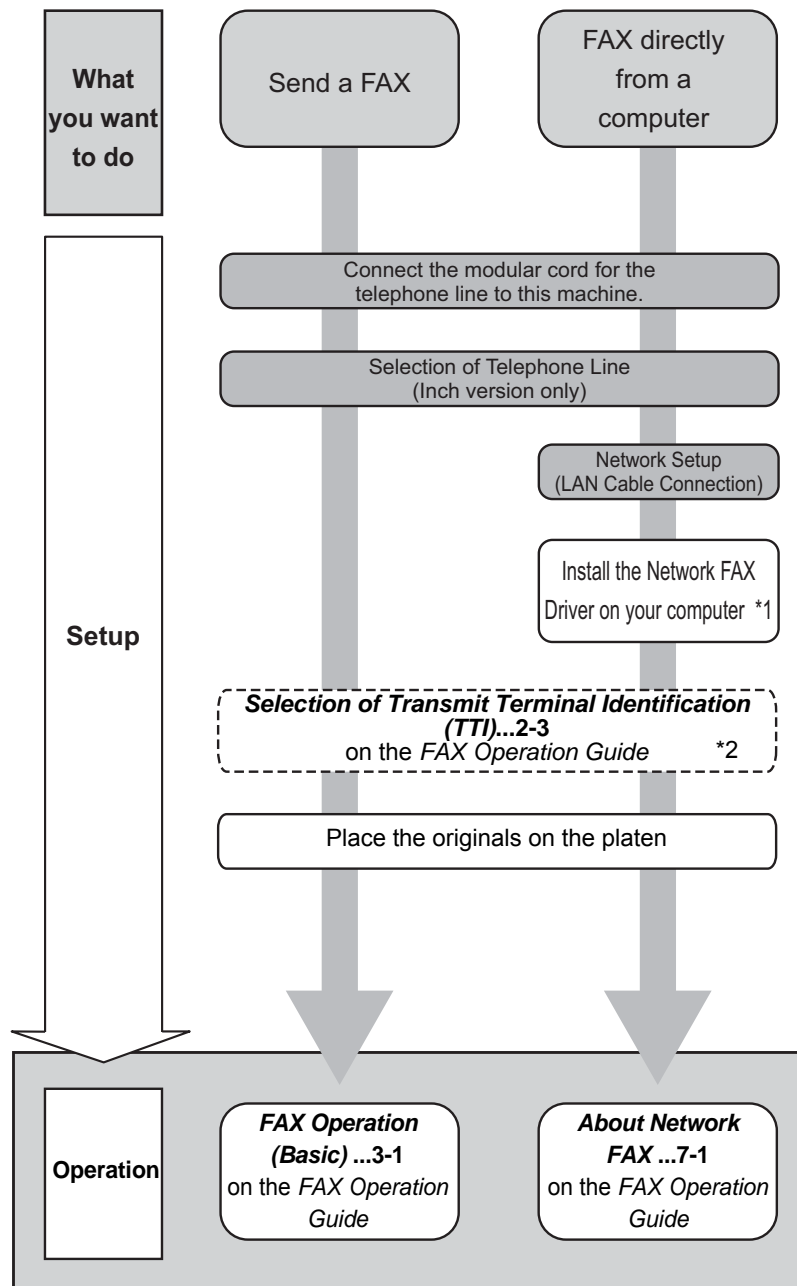 What
you want
to do
Send a FAX
FAX directly
from a
computer
Setup
Connect the modular cord for the
telephone line to this machine.
Selection of Telephone Line
(Inch version only)
Network Setup
(LAN Cable Connection)
Install the Network FAX
Driver on your computer *1
Selection of Transmit Terminal Identification
(TTI)...2-3
on the FAX Operation Guide *2
Place the originals on the platen
Operation
FAX Operation
(Basic) ...3-1
on the FAX Operation
Guide
About Network
FAX ...7-1
on the FAX Operation
Guide